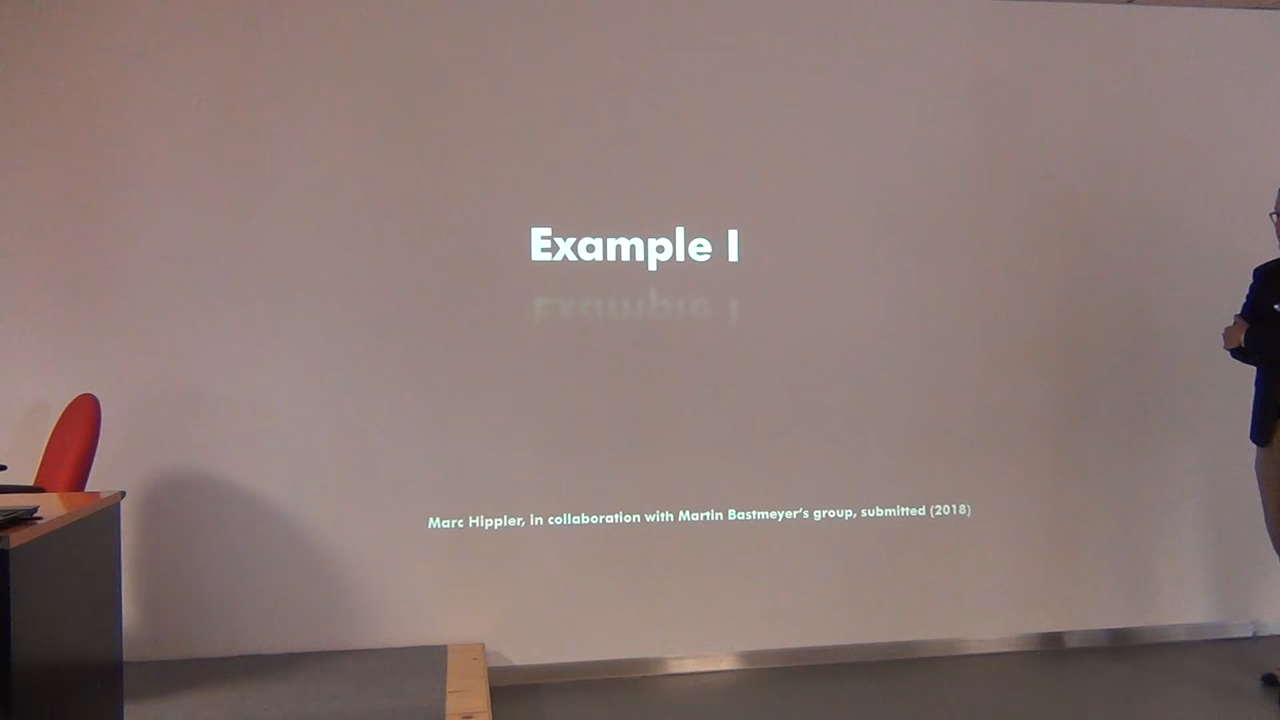 Example I
Marc Hippler, in collaboration with Martin Bastmeyer's group, submitted (2018)